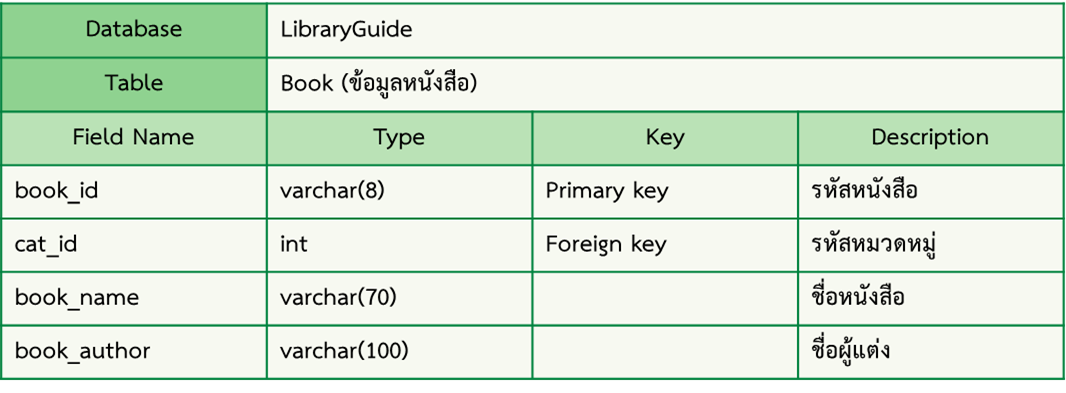 Database LibraryGuide
Table Book (ข้อมูลหนังสือ)
Field Name Type Key Description
book_id varchar(8) Primary key รหัสหนังสือ
cat_id int Foreign key รหัสหมวดหมู่
book_name varchar(70) ชื่อหนังสือ
book_author varchar(100) ชื่อผู้แต่ง